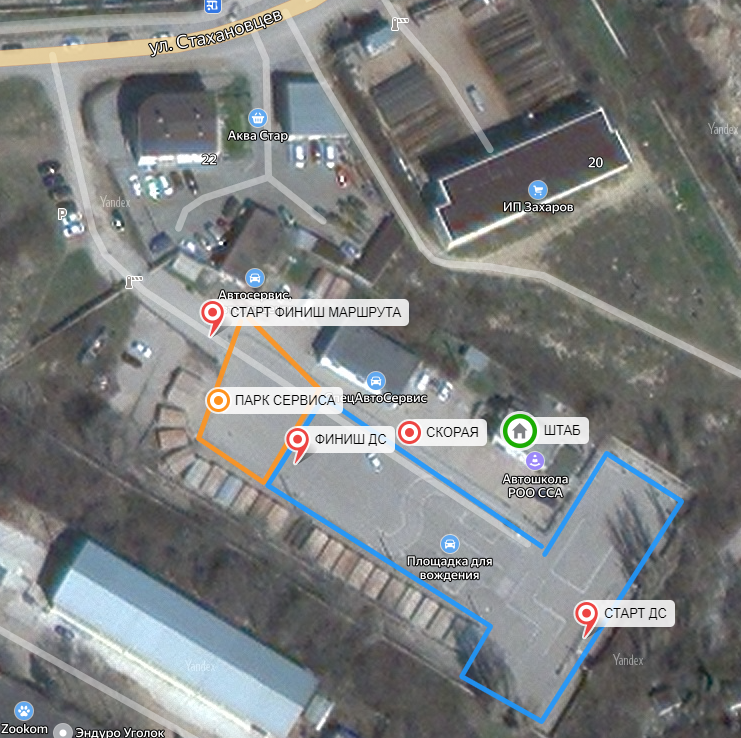 ул. Стахановцев
Аква Стар
22
20
ИП Захаров
P
Yandex
Yandex
Автосервис,
СТАРТ ФИНИШ МАРШРУТА
ПАРК СЕРВИСА
ецАвтоСервис
ФИНИШ ДС
СКОРАЯ
ШТАБ
Автошкола
РОО ССА
Площадка для
вождения
СТАРТ ДС
Yandex
Yandex
Zookom
Эндуро Уголок